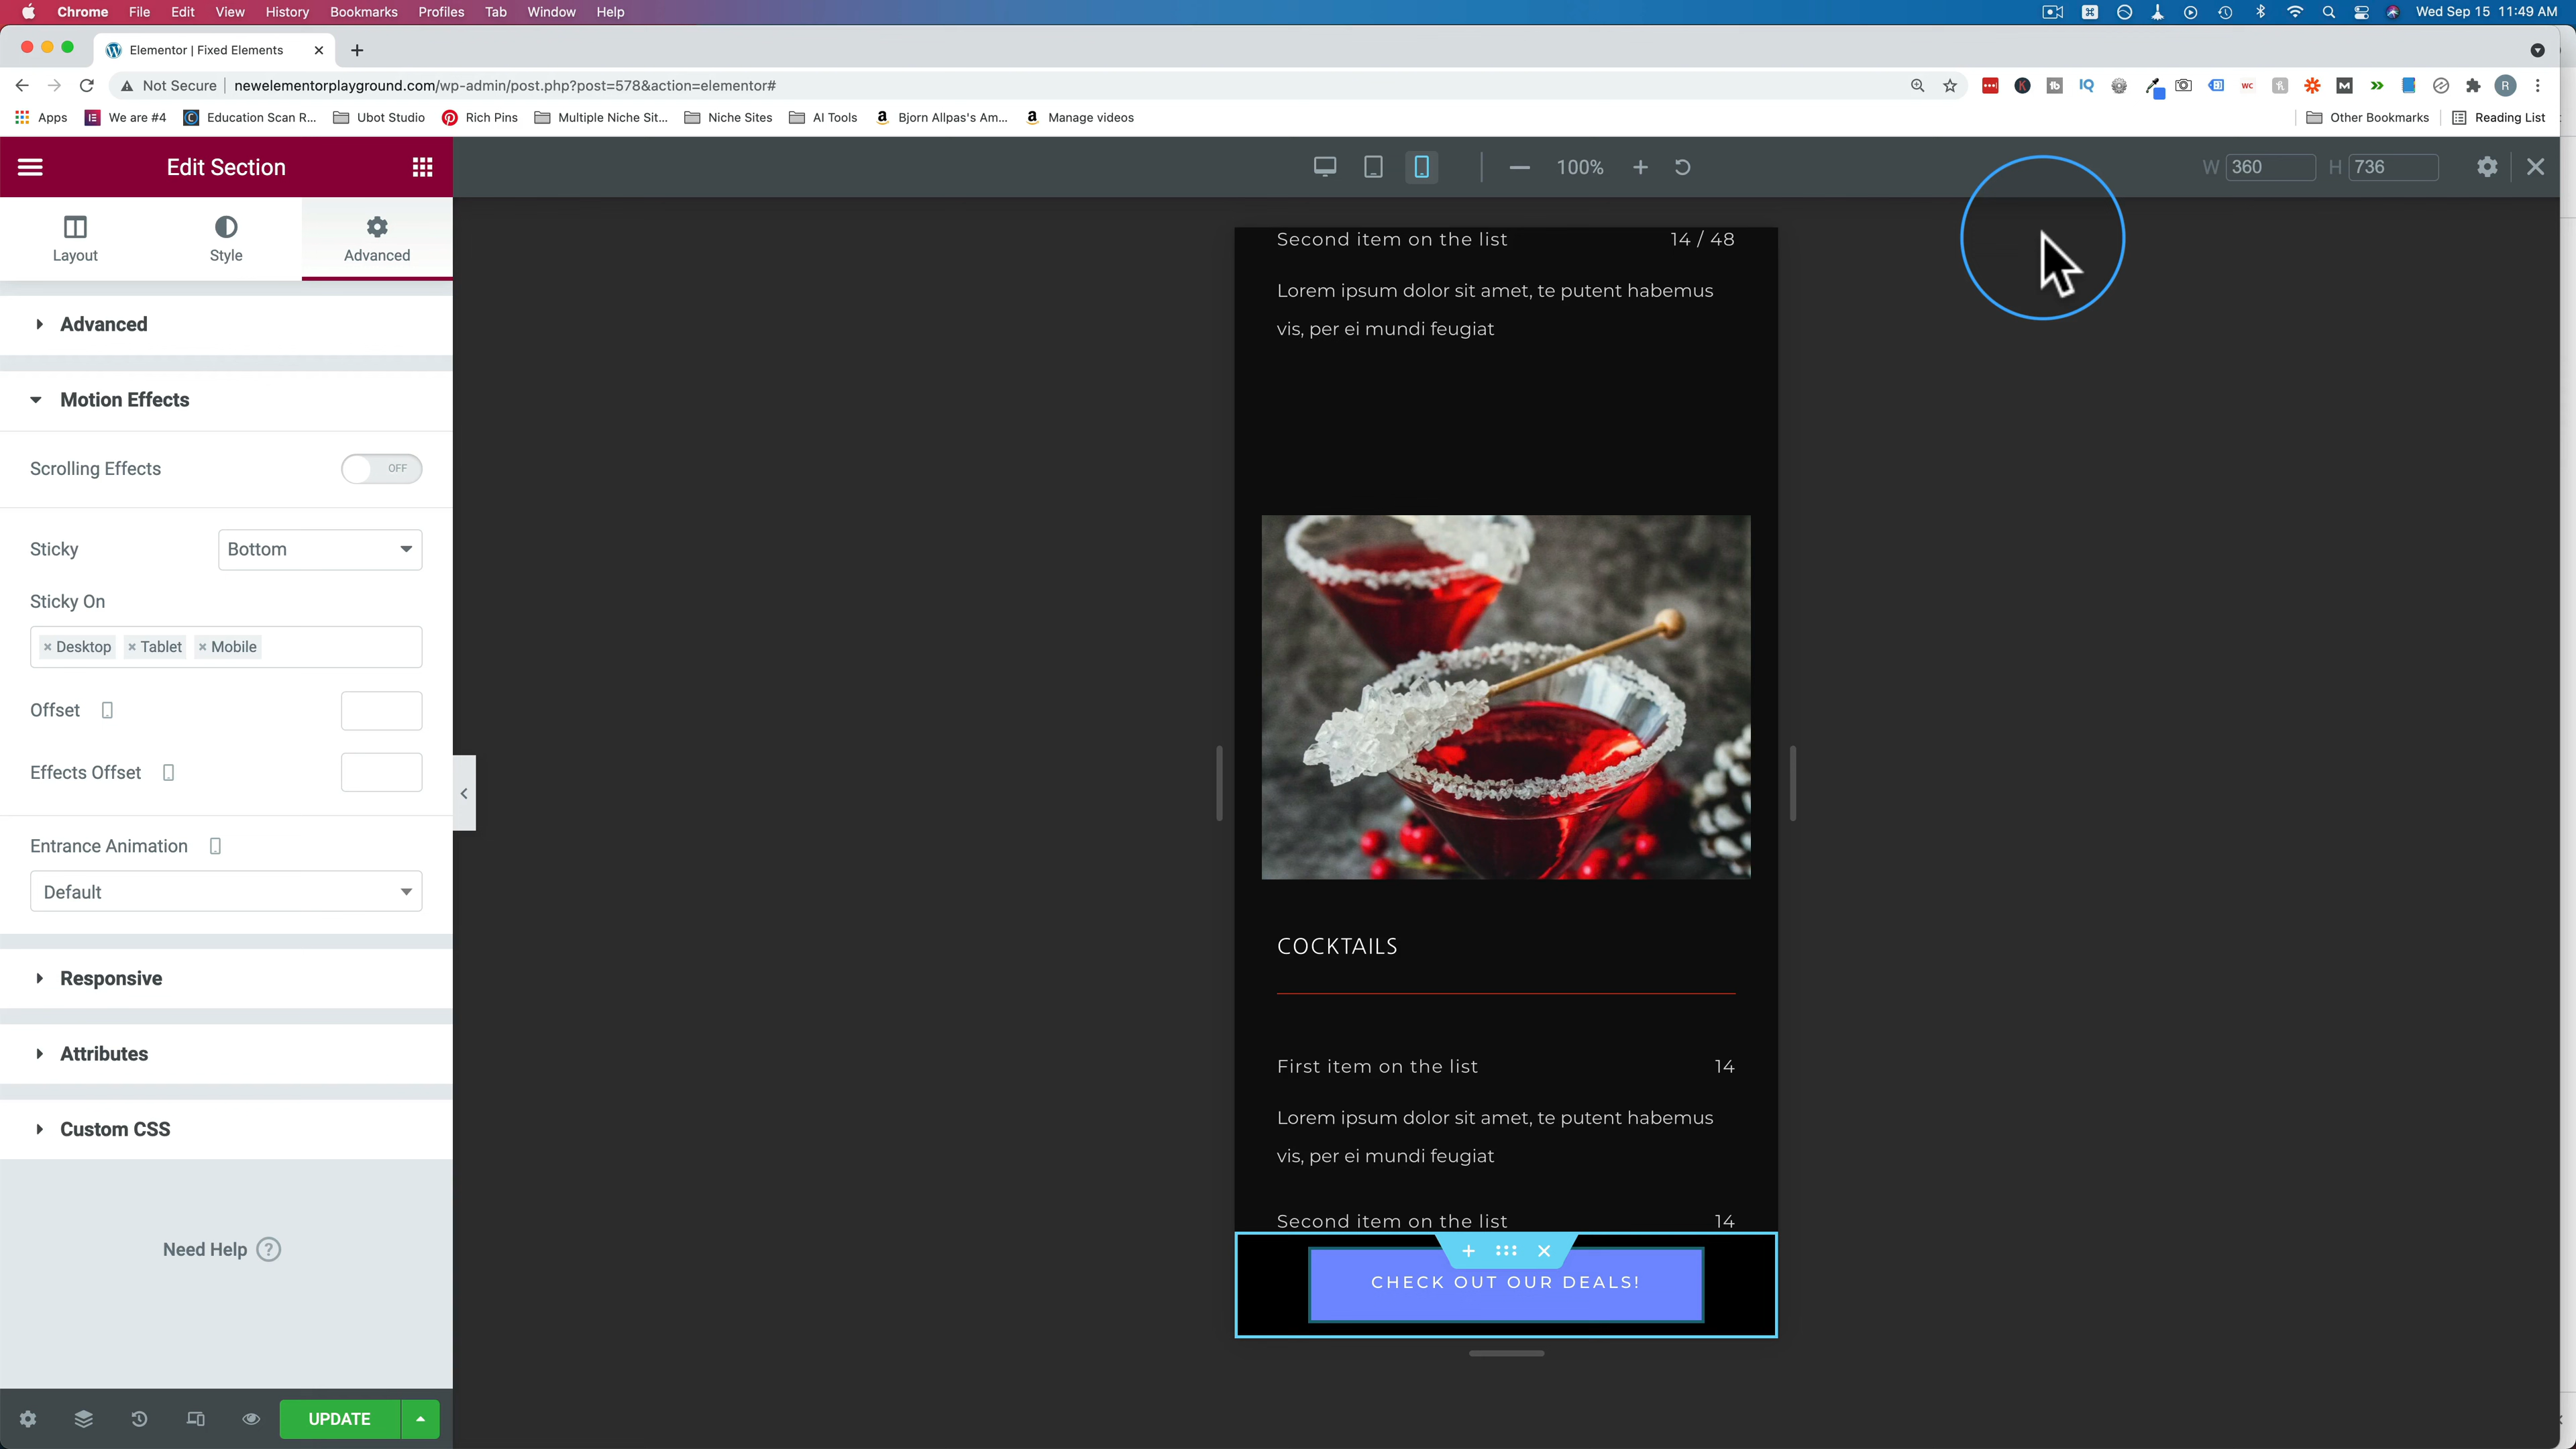 Chrome File Edit View History Bookmarks Profiles Tab Window Help Wed Sep 15 11:49 AM
Elementor | Fixed Elements
Not Secure newelementorplayground.com/wp-admin/post.php?post=578&action=elementor#
Apps We are #4 Education Scan R... Ubot Studio Rich Pins Multiple Niche Sit... Niche Sites AI Tools Bjorn Allpas's Am... Manage videos Other Bookmarks Reading List
Edit Section
100%
W 360 H 736
Layout Style Advanced
Advanced
Motion Effects
Scrolling Effects OFF
Sticky Bottom
Sticky On
× Desktop × Tablet × Mobile
Offset
Effects Offset
Entrance Animation
Default
Responsive
Attributes
Custom CSS
Need Help ?
UPDATE
Second item on the list 14 / 48
Lorem ipsum dolor sit amet, te putent habemus
vis, per ei mundi feugiat
COCKTAILS
First item on the list 14
Lorem ipsum dolor sit amet, te putent habemus
vis, per ei mundi feugiat
Second item on the list 14
CHECK OUT OUR DEALS!